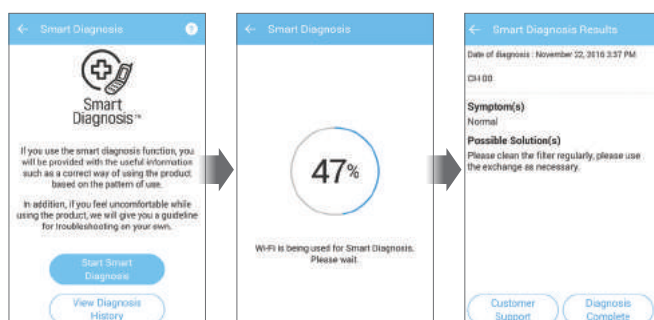 Smart Diagnosis
?
Smart
Diagnosis™
If you use the smart diagnosis function, you
will be provided with the useful information
such as a correct way of using the product
based on the pattern of use.
In addition, if you feel uncomfortable while
using the product, we will give you a guideline
for troubleshooting on your own.
Start Smart
Diagnosis
View Diagnosis
History
Smart Diagnosis
47%
Wi-Fi is being used for Smart Diagnosis.
Please wait.
Smart Diagnosis Results
Date of diagnosis : November 22, 2016 3:37 PM
CH 00
Symptom(s)
Normal
Possible Solution(s)
Please clean the filter regularly, please use
the exchange as necessary.
Customer
Support
Diagnosis
Complete